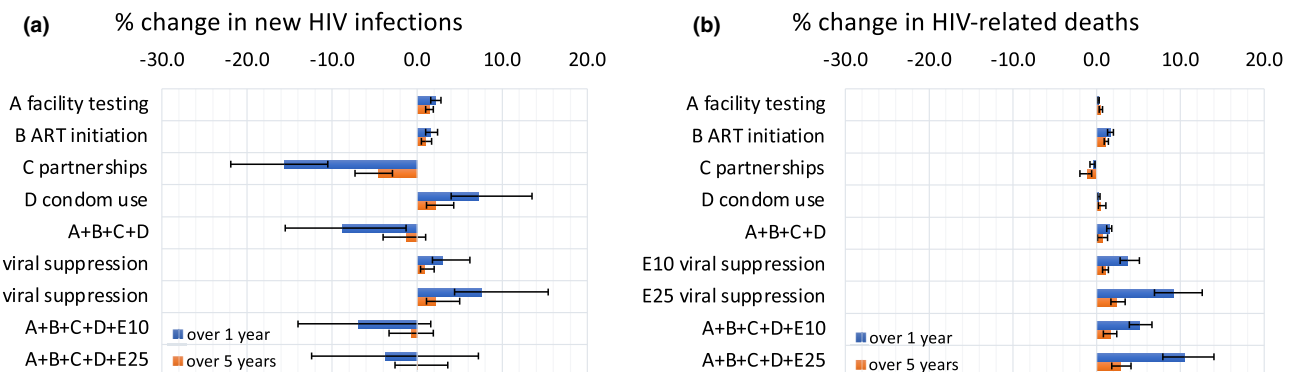 (a) % change in new HIV infections
-30.0 -20.0 -10.0 0.0 10.0 20.0
A facility testing
B ART initiation
C partnerships
D condom use
A+B+C+D
viral suppression
viral suppression
A+B+C+D+E10
A+B+C+D+E25
over 1 year
over 5 years
(b) % change in HIV-related deaths
-30.0 -20.0 -10.0 0.0 10.0 20.0
A facility testing
B ART initiation
C partnerships
D condom use
A+B+C+D
E10 viral suppression
E25 viral suppression
A+B+C+D+E10
A+B+C+D+E25
over 1 year
over 5 years